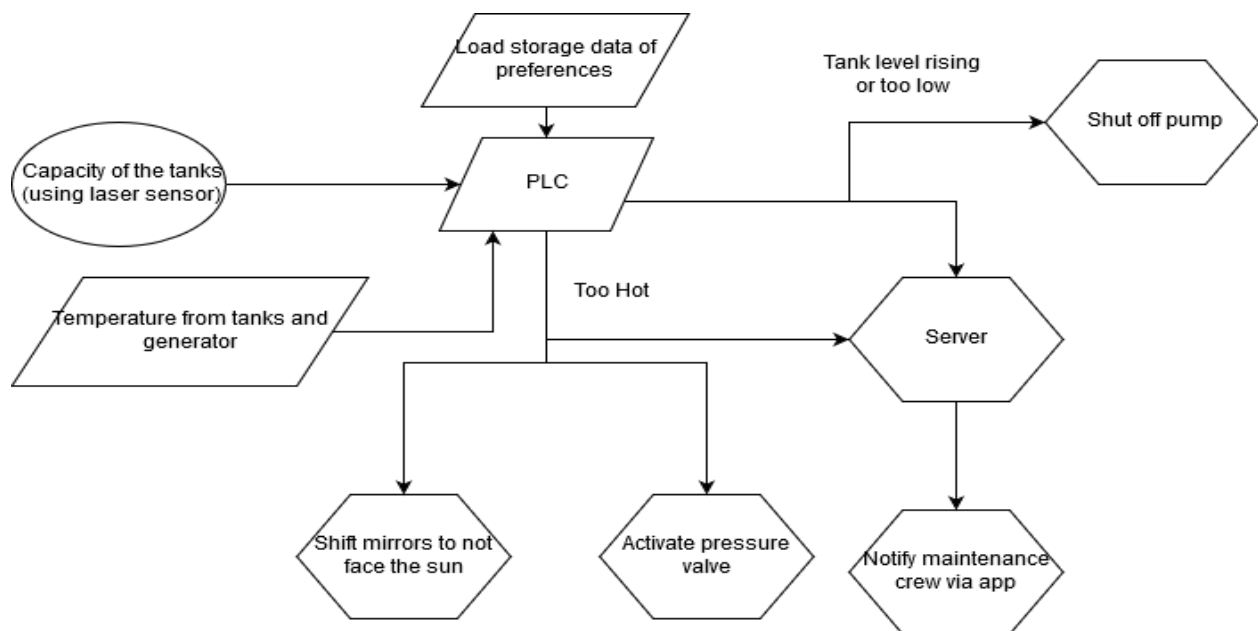 Load storage data of
preferences
Tank level rising
or too low
Shut off pump
Capacity of the tanks
(using laser sensor)
PLC
Temperature from tanks and
generator
Too Hot
Server
Shift mirrors to not
face the sun
Activate pressure
valve
Notify maintenance
crew via app